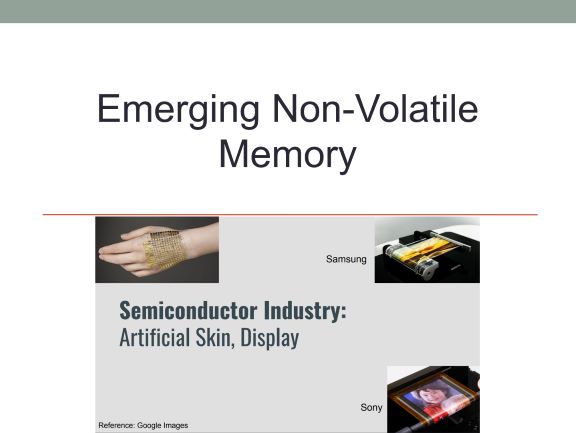 Emerging Non-Volatile
Memory
Samsung
Semiconductor Industry:
Artificial Skin, Display
Sony
Reference: Google Images